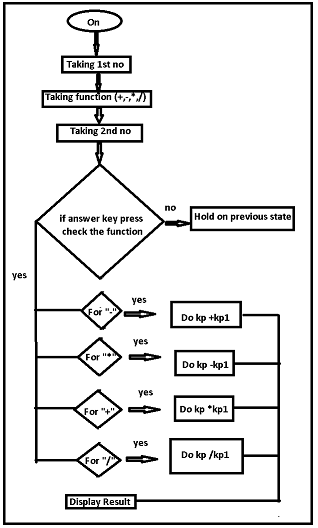 On
Taking 1st no
Taking function (+,-,*,/)
Taking 2nd no
if answer key press
check the function
no
Hold on previous state
yes
For "-"
yes
Do kp +kp1
For "*"
yes
Do kp -kp1
For "+"
yes
Do kp *kp1
For "/"
yes
Do kp /kp1
Display Result